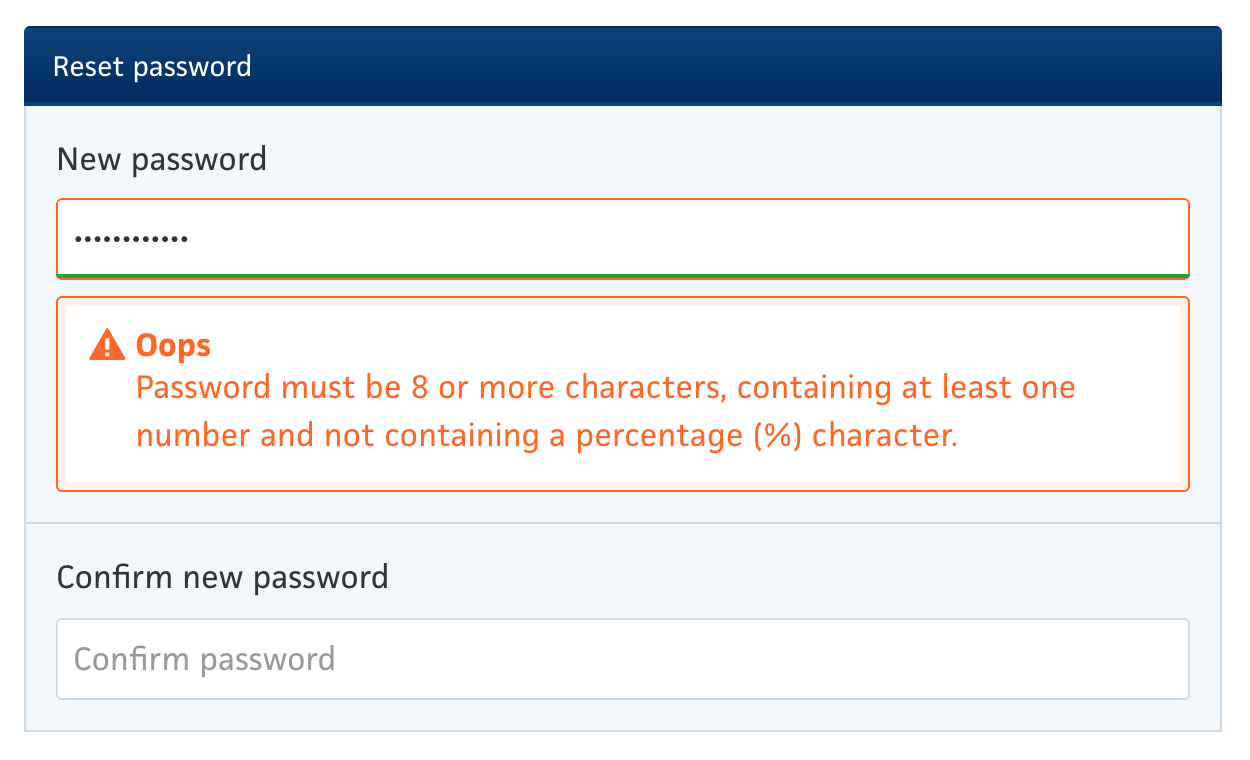 Reset password
New password
••••••••••••
Oops
Password must be 8 or more characters, containing at least one
number and not containing a percentage (%) character.
Confirm new password
Confirm password